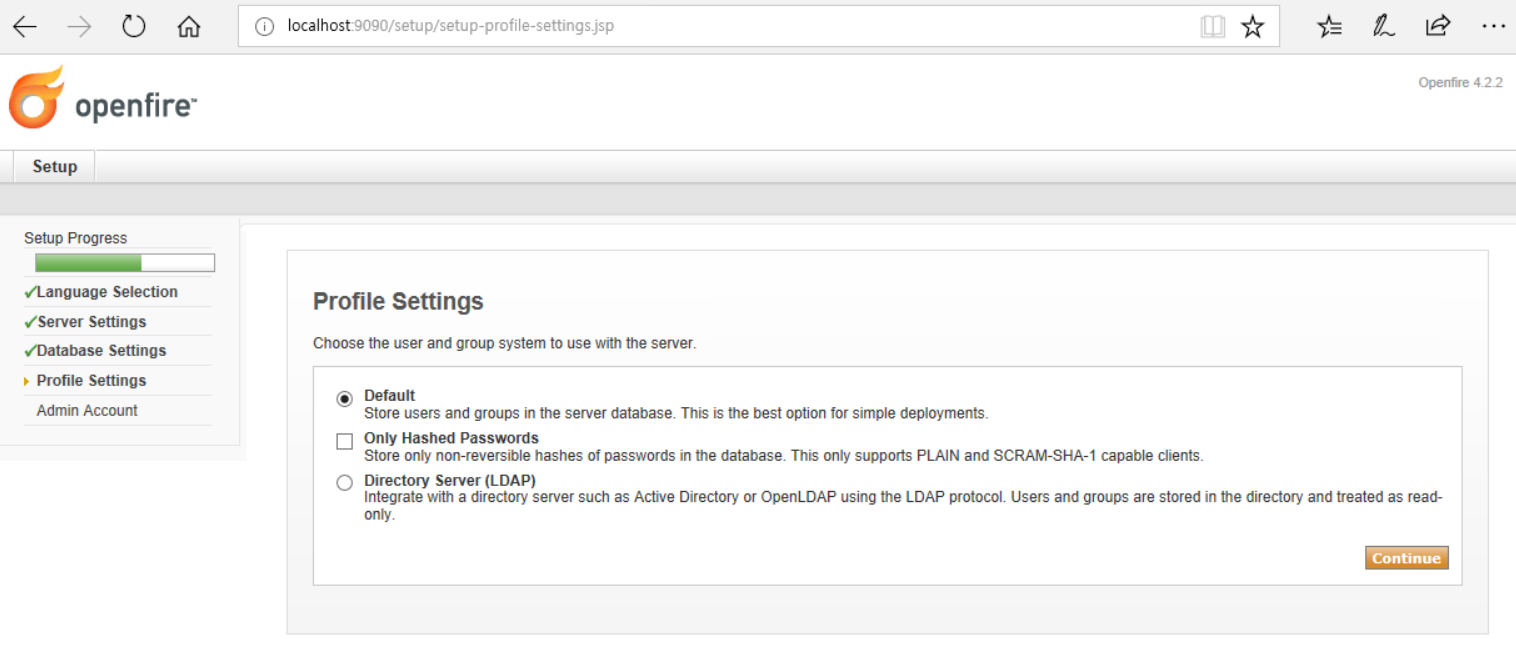 localhost:9090/setup/setup-profile-settings.jsp
openfire™
Openfire 4.2.2
Setup
Setup Progress
Language Selection
Server Settings
Database Settings
Profile Settings
Admin Account
Profile Settings
Choose the user and group system to use with the server.
Default
Store users and groups in the server database. This is the best option for simple deployments.
Only Hashed Passwords
Store only non-reversible hashes of passwords in the database. This only supports PLAIN and SCRAM-SHA-1 capable clients.
Directory Server (LDAP)
Integrate with a directory server such as Active Directory or OpenLDAP using the LDAP protocol. Users and groups are stored in the directory and treated as read-
only.
Continue